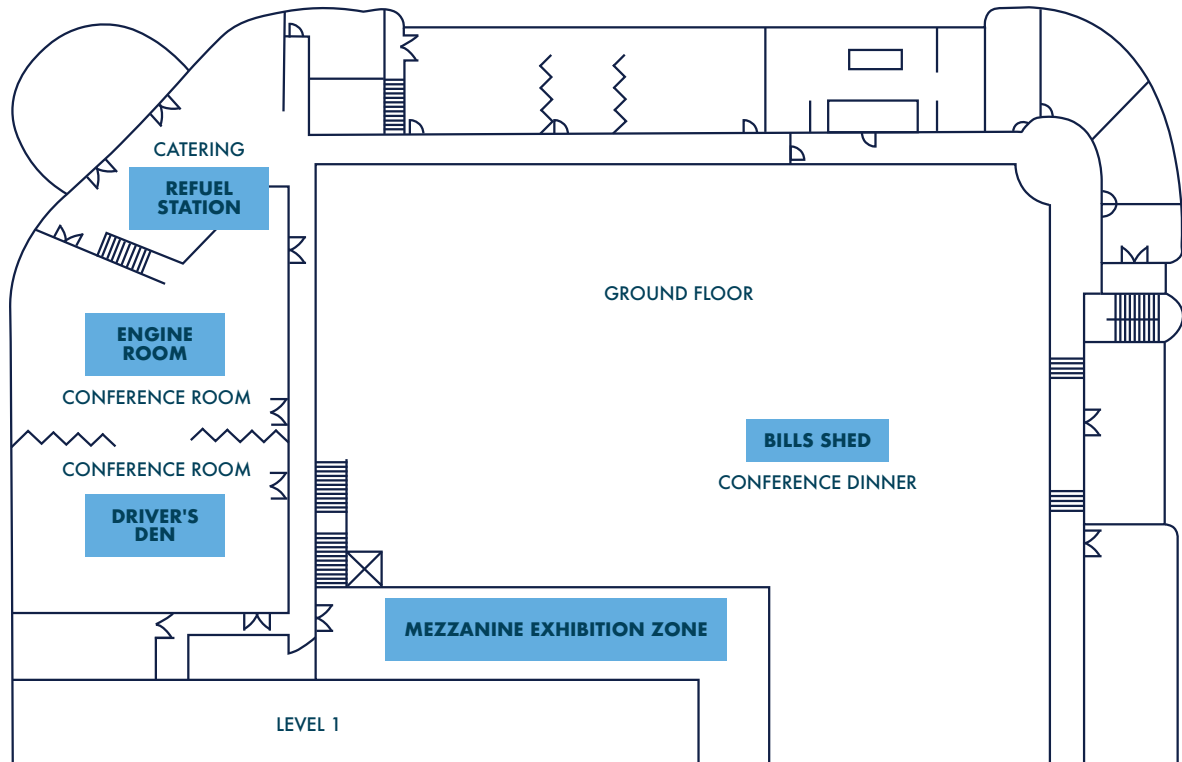 CATERING
REFUEL
STATION
GROUND FLOOR
ENGINE
ROOM
CONFERENCE ROOM
BILLS SHED
CONFERENCE ROOM
CONFERENCE DINNER
DRIVER'S
DEN
MEZZANINE EXHIBITION ZONE
LEVEL 1